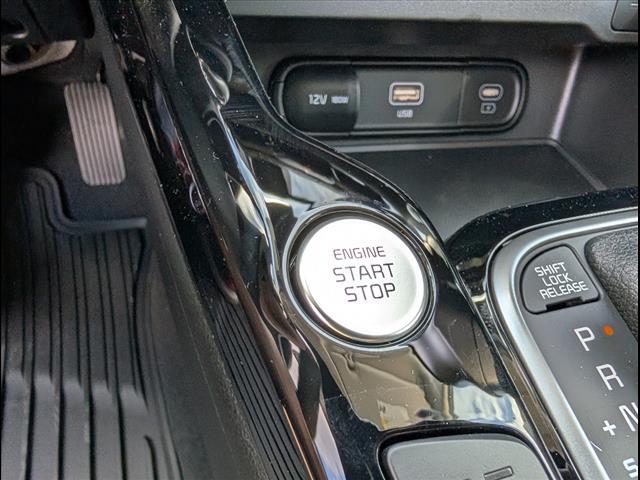 12V 180W
USB
ENGINE
START
STOP
SHIFT
LOCK
RELEASE
P
R
N
+
S